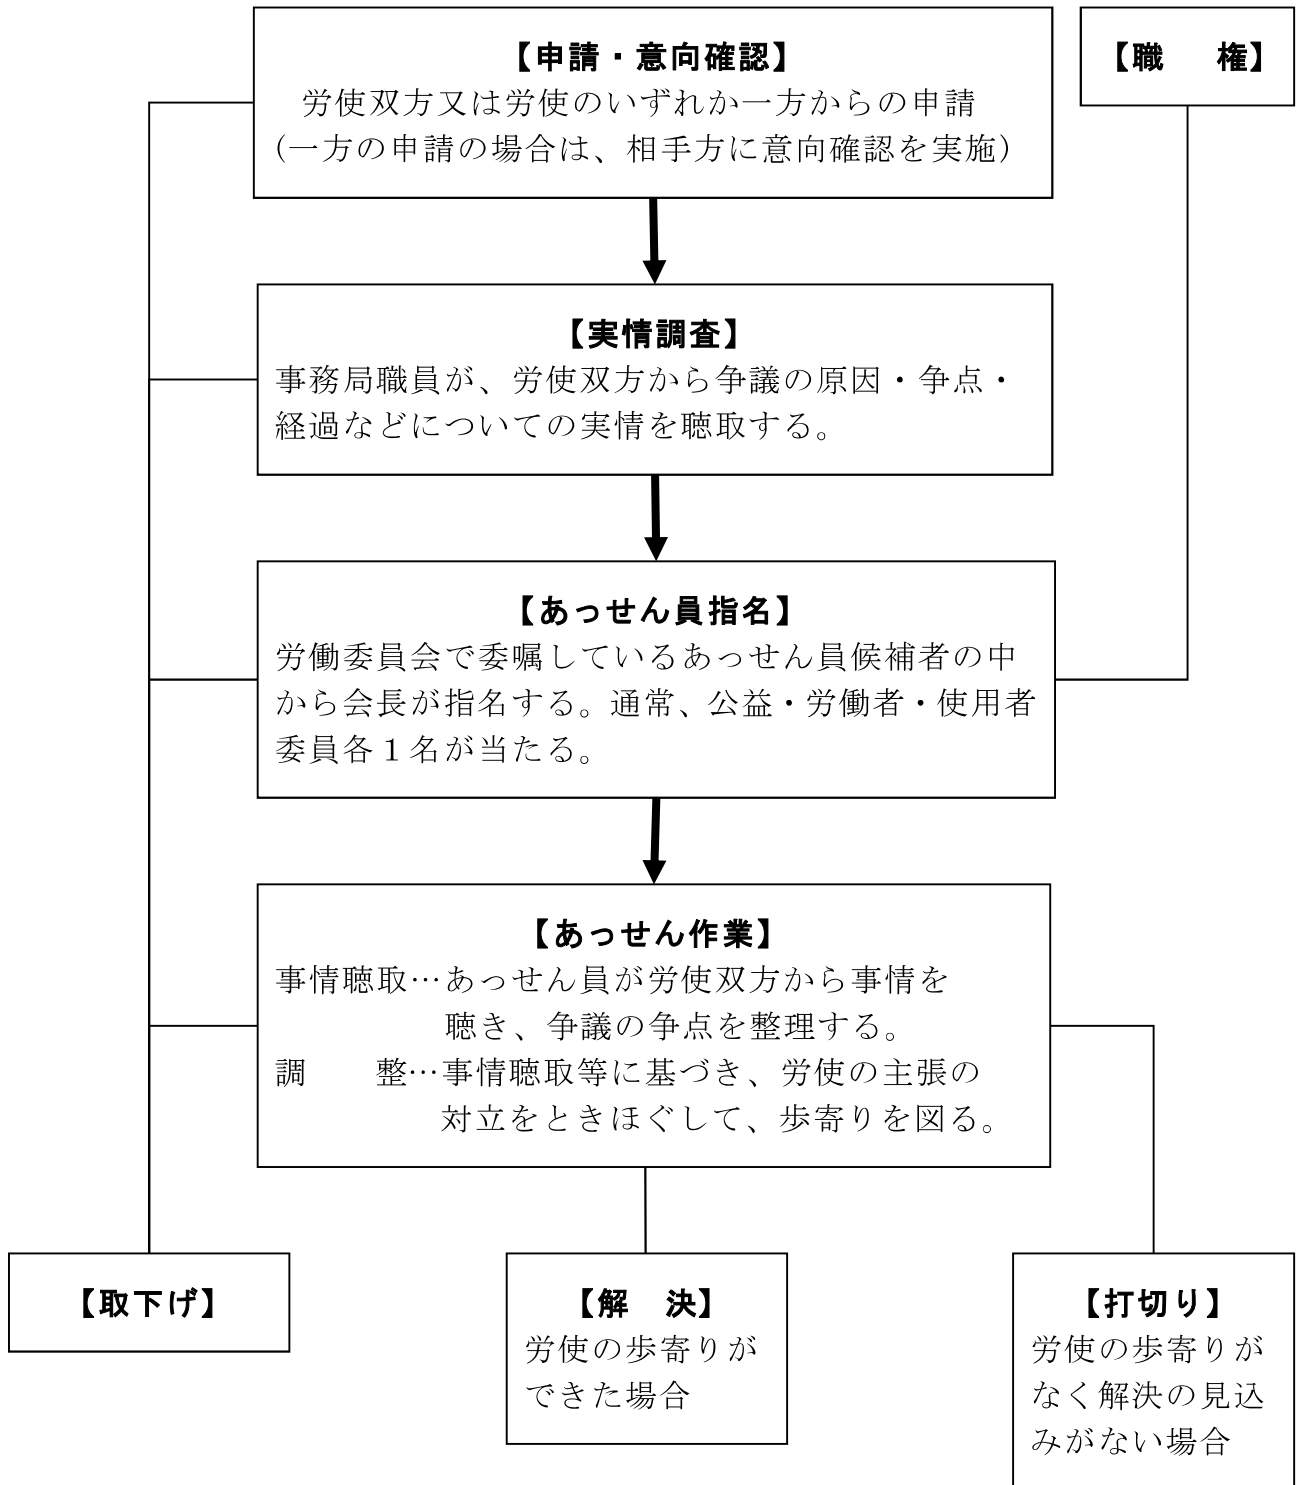 【申請・意向確認】
労使双方又は労使のいずれか一方からの申請
(一方の申請の場合は、相手方に意向確認を実施)
【職　　権】
【実情調査】
事務局職員が、労使双方から争議の原因・争点・
経過などについての実情を聴取する。
【あっせん員指名】
労働委員会で委嘱しているあっせん員候補者の中
から会長が指名する。通常、公益・労働者・使用者
委員各１名が当たる。
【あっせん作業】
事情聴取…あっせん員が労使双方から事情を
聴き、争議の争点を整理する。
調　　整…事情聴取等に基づき、労使の主張の
対立をときほぐして、歩寄りを図る。
【取下げ】
【解　決】
労使の歩寄りが
できた場合
【打切り】
労使の歩寄りが
なく解決の見込
みがない場合